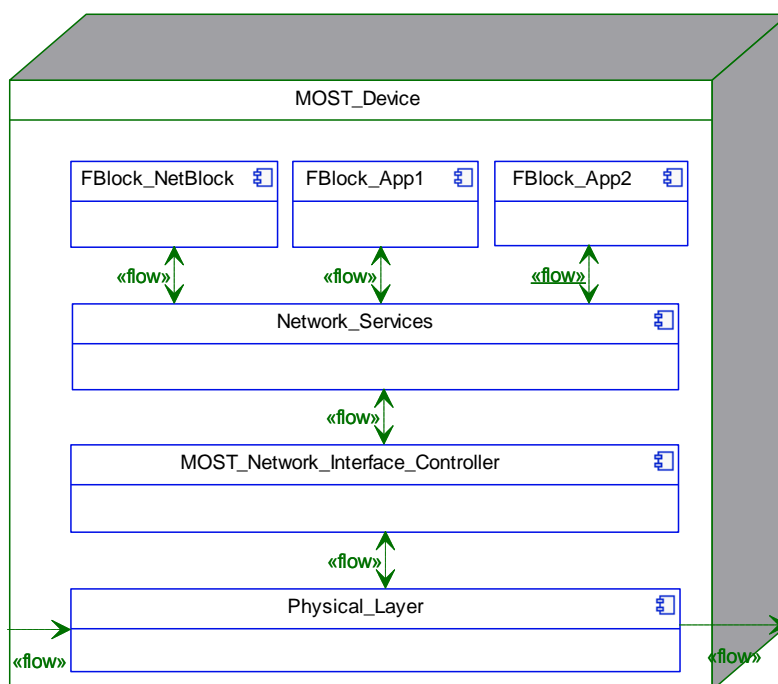 MOST_Device
FBlock_NetBlock
FBlock_App1
FBlock_App2
«flow»
«flow»
«flow»
Network_Services
«flow»
MOST_Network_Interface_Controller
«flow»
Physical_Layer
«flow»
«flow»